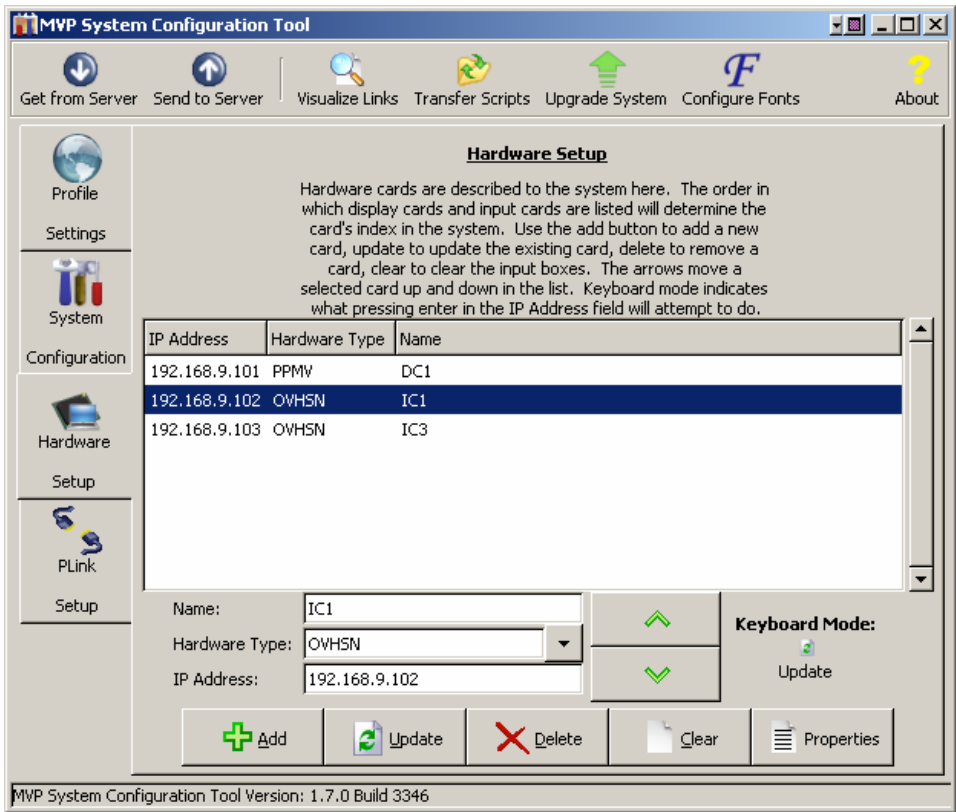 MVP System Configuration Tool
Get from Server Send to Server Visualize Links Transfer Scripts Upgrade System Configure Fonts About
Profile
Settings
System
Configuration
Hardware
Setup
PLink
Setup
Hardware Setup
Hardware cards are described to the system here. The order in
which display cards and input cards are listed will determine the
card's index in the system. Use the add button to add a new
card, update to update the existing card, delete to remove a
card, clear to clear the input boxes. The arrows move a
selected card up and down in the list. Keyboard mode indicates
what pressing enter in the IP Address field will attempt to do.
IP Address Hardware Type Name
192.168.9.101 PPMV DC1
192.168.9.102 OVHSN IC1
192.168.9.103 OVHSN IC3
Name: IC1
Hardware Type: OVHSN
IP Address: 192.168.9.102
Keyboard Mode:
Update
Add Update Delete Clear Properties
MVP System Configuration Tool Version: 1.7.0 Build 3346